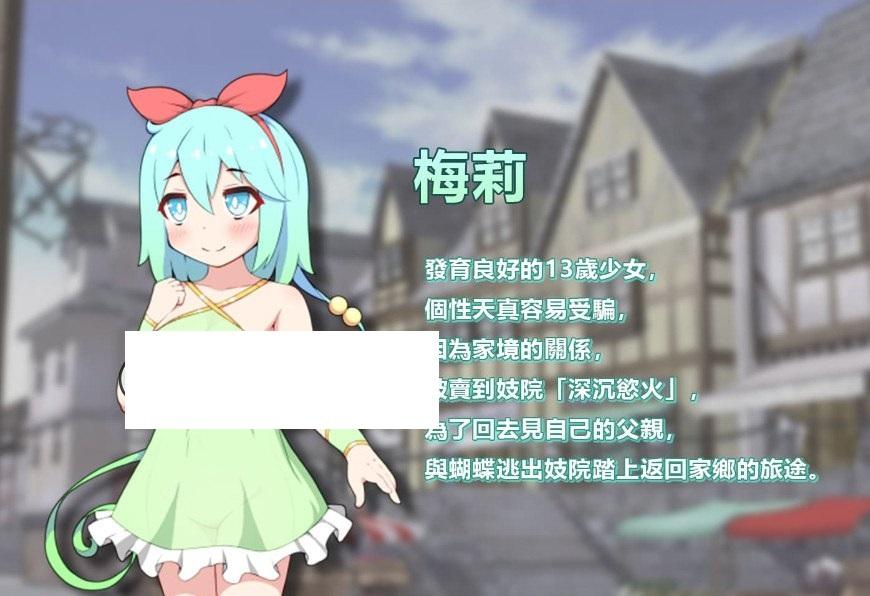 梅莉
發育良好的13歲少女，
個性天真容易受騙，
因為家境的關係，
被賣到妓院「深沉慾火」，
為了回去見自己的父親，
與蝴蝶逃出妓院踏上返回家鄉的旅途。